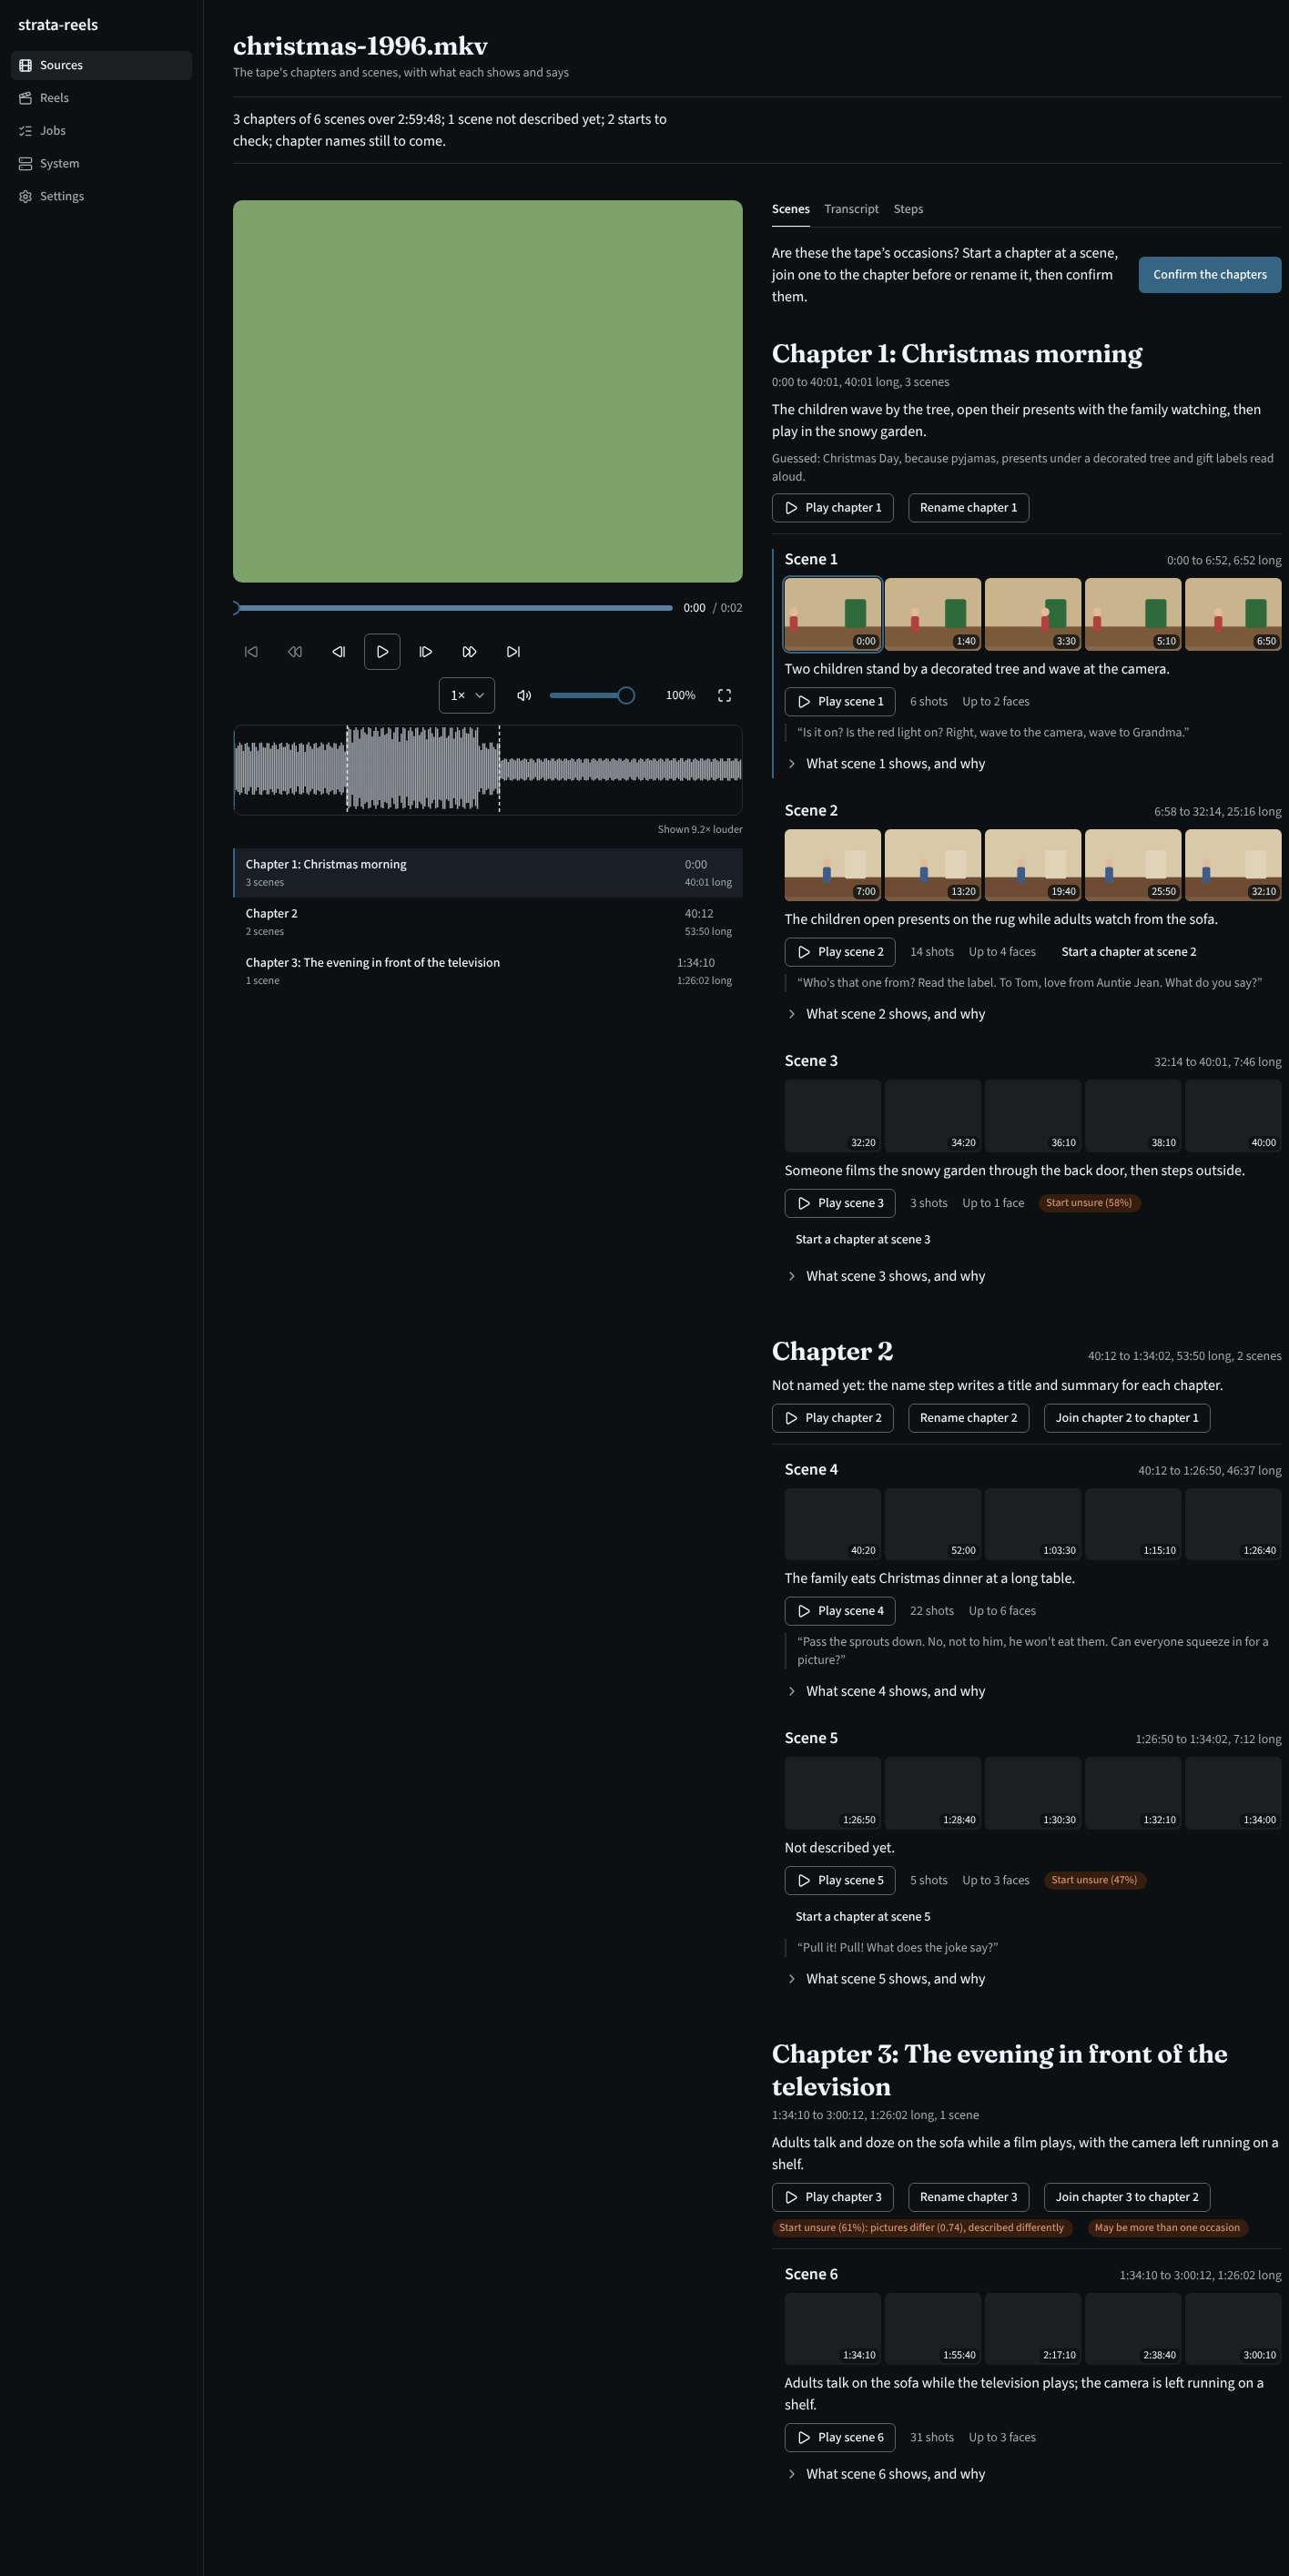 strata-reels
Sources
Reels
Jobs
System
Settings
christmas-1996.mkv
The tape's chapters and scenes, with what each shows and says
3 chapters of 6 scenes over 2:59:48; 1 scene not described yet; 2 starts to
check; chapter names still to come.
0:00 / 0:02
1×
100%
Shown 9.2× louder
Chapter 1: Christmas morning 0:00
3 scenes 40:01 long
Chapter 2 40:12
2 scenes 53:50 long
Chapter 3: The evening in front of the television 1:34:10
1 scene 1:26:02 long
Scenes Transcript Steps
Are these the tape’s occasions? Start a chapter at a scene,
join one to the chapter before or rename it, then confirm
them.
Confirm the chapters
Chapter 1: Christmas morning
0:00 to 40:01, 40:01 long, 3 scenes
The children wave by the tree, open their presents with the family watching, then
play in the snowy garden.
Guessed: Christmas Day, because pyjamas, presents under a decorated tree and gift labels read
aloud.
Play chapter 1 Rename chapter 1
Scene 1 0:00 to 6:52, 6:52 long
0:00 1:40 3:30 5:10 6:50
Two children stand by a decorated tree and wave at the camera.
Play scene 1 6 shots Up to 2 faces
“Is it on? Is the red light on? Right, wave to the camera, wave to Grandma.”
What scene 1 shows, and why
Scene 2 6:58 to 32:14, 25:16 long
7:00 13:20 19:40 25:50 32:10
The children open presents on the rug while adults watch from the sofa.
Play scene 2 14 shots Up to 4 faces Start a chapter at scene 2
“Who's that one from? Read the label. To Tom, love from Auntie Jean. What do you say?”
What scene 2 shows, and why
Scene 3 32:14 to 40:01, 7:46 long
32:20 34:20 36:10 38:10 40:00
Someone films the snowy garden through the back door, then steps outside.
Play scene 3 3 shots Up to 1 face Start unsure (58%)
Start a chapter at scene 3
What scene 3 shows, and why
Chapter 2 40:12 to 1:34:02, 53:50 long, 2 scenes
Not named yet: the name step writes a title and summary for each chapter.
Play chapter 2 Rename chapter 2 Join chapter 2 to chapter 1
Scene 4 40:12 to 1:26:50, 46:37 long
40:20 52:00 1:03:30 1:15:10 1:26:40
The family eats Christmas dinner at a long table.
Play scene 4 22 shots Up to 6 faces
“Pass the sprouts down. No, not to him, he won't eat them. Can everyone squeeze in for a
picture?”
What scene 4 shows, and why
Scene 5 1:26:50 to 1:34:02, 7:12 long
1:26:50 1:28:40 1:30:30 1:32:10 1:34:00
Not described yet.
Play scene 5 5 shots Up to 3 faces Start unsure (47%)
Start a chapter at scene 5
“Pull it! Pull! What does the joke say?”
What scene 5 shows, and why
Chapter 3: The evening in front of the
television
1:34:10 to 3:00:12, 1:26:02 long, 1 scene
Adults talk and doze on the sofa while a film plays, with the camera left running on a
shelf.
Play chapter 3 Rename chapter 3 Join chapter 3 to chapter 2
Start unsure (61%): pictures differ (0.74), described differently May be more than one occasion
Scene 6 1:34:10 to 3:00:12, 1:26:02 long
1:34:10 1:55:40 2:17:10 2:38:40 3:00:10
Adults talk on the sofa while the television plays; the camera is left running on a
shelf.
Play scene 6 31 shots Up to 3 faces
What scene 6 shows, and why